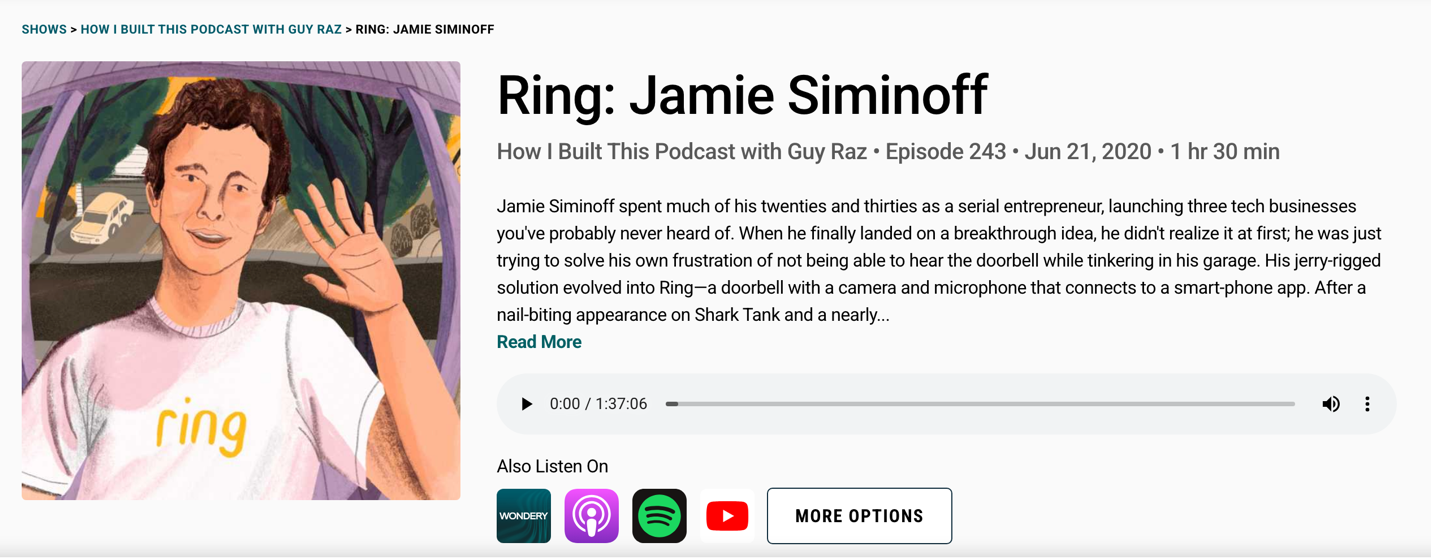 SHOWS > HOW I BUILT THIS PODCAST WITH GUY RAZ > RING: JAMIE SIMINOFF
ring
Ring: Jamie Siminoff
How I Built This Podcast with Guy Raz • Episode 243 • Jun 21, 2020 • 1 hr 30 min
Jamie Siminoff spent much of his twenties and thirties as a serial entrepreneur, launching three tech businesses
you've probably never heard of. When he finally landed on a breakthrough idea, he didn't realize it at first; he was just
trying to solve his own frustration of not being able to hear the doorbell while tinkering in his garage. His jerry-rigged
solution evolved into Ring—a doorbell with a camera and microphone that connects to a smart-phone app. After a
nail-biting appearance on Shark Tank and a nearly...
Read More
0:00 / 1:37:06
Also Listen On
WONDERY
MORE OPTIONS